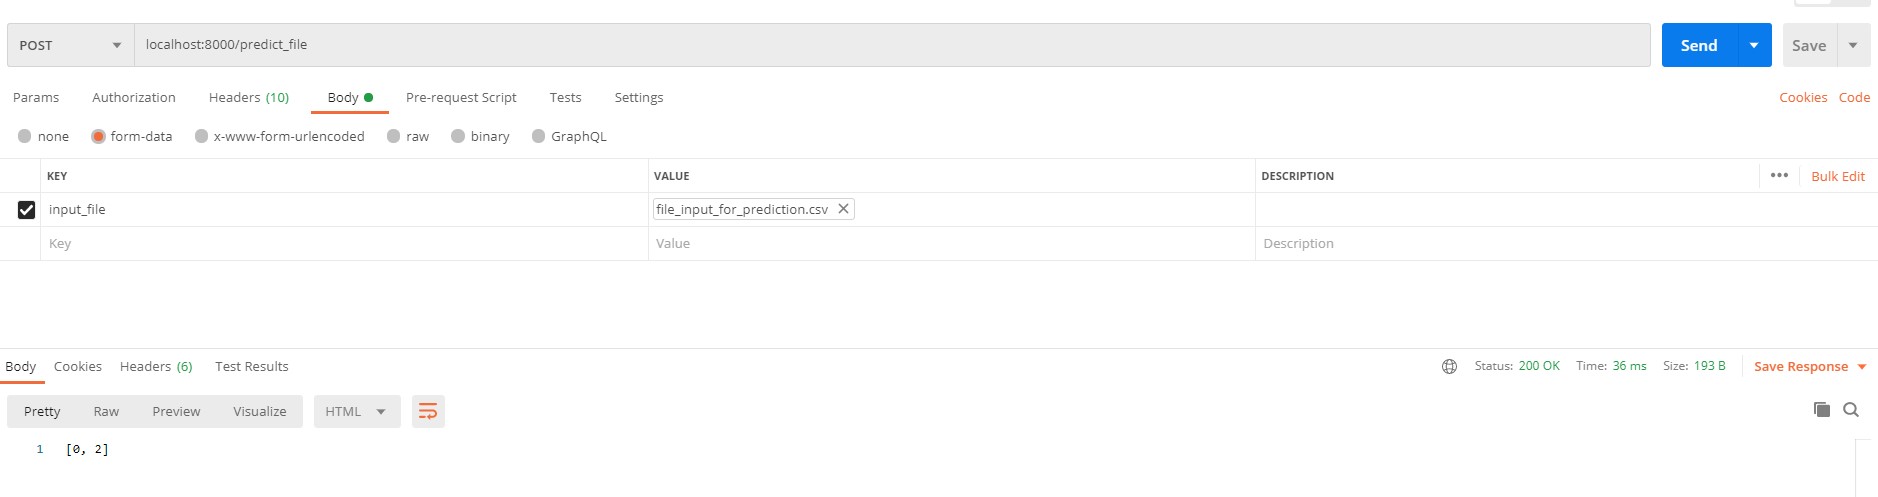 POST localhost:8000/predict_file Send Save
Params Authorization Headers (10) Body Pre-request Script Tests Settings Cookies Code
none form-data x-www-form-urlencoded raw binary GraphQL
KEY VALUE DESCRIPTION ••• Bulk Edit
input_file file_input_for_prediction.csv
Key Value Description
Body Cookies Headers (6) Test Results Status: 200 OK Time: 36 ms Size: 193 B Save Response
Pretty Raw Preview Visualize HTML
1 [0, 2]